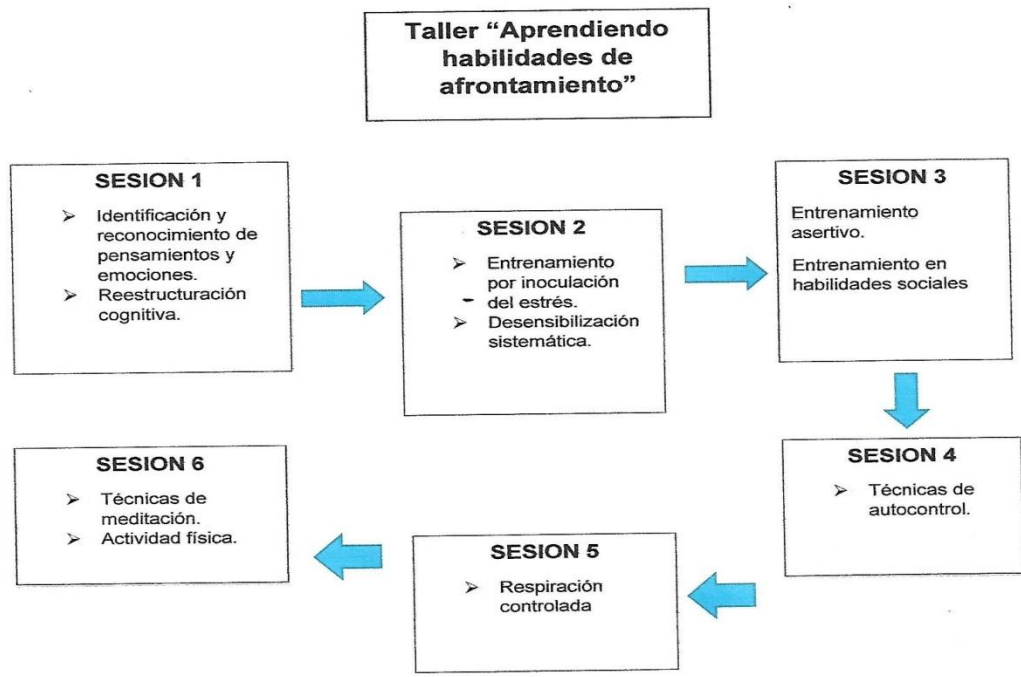 Taller “Aprendiendo
habilidades de
afrontamiento”
SESION 1
➢ Identificación y
reconocimiento de
pensamientos y
emociones.
➢ Reestructuración
cognitiva.
SESION 2
➢ Entrenamiento
por inoculación
del estrés.
➢ Desensibilización
sistemática.
SESION 3
Entrenamiento
asertivo.
Entrenamiento en
habilidades sociales
SESION 4
➢ Técnicas de
autocontrol.
SESION 5
➢ Respiración
controlada
SESION 6
➢ Técnicas de
meditación.
➢ Actividad física.